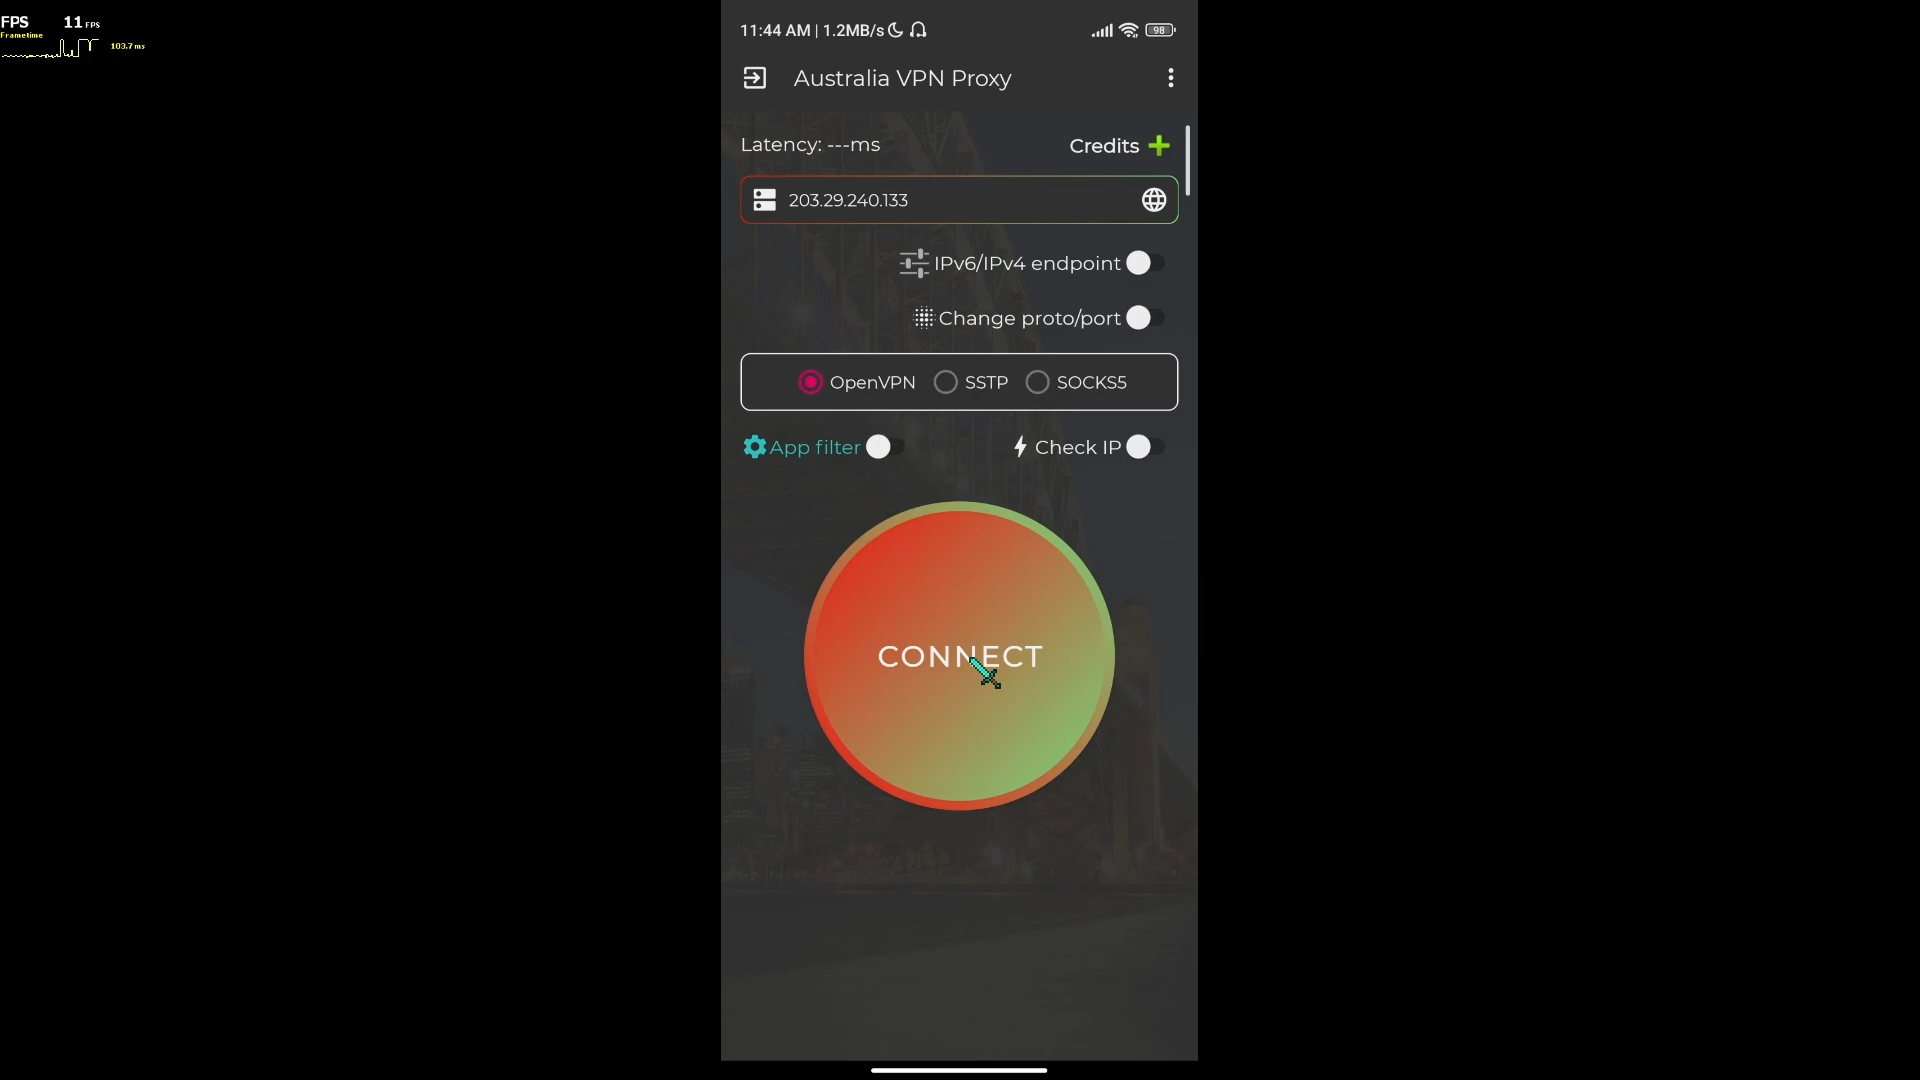 FPS 11 FPS
Frametime
103.7 ms
11:44 AM | 1.2MB/s
98
Australia VPN Proxy
Latency: ---ms
Credits
203.29.240.133
IPv6/IPv4 endpoint
Change proto/port
OpenVPN SSTP SOCKS5
App filter
Check IP
CONNECT